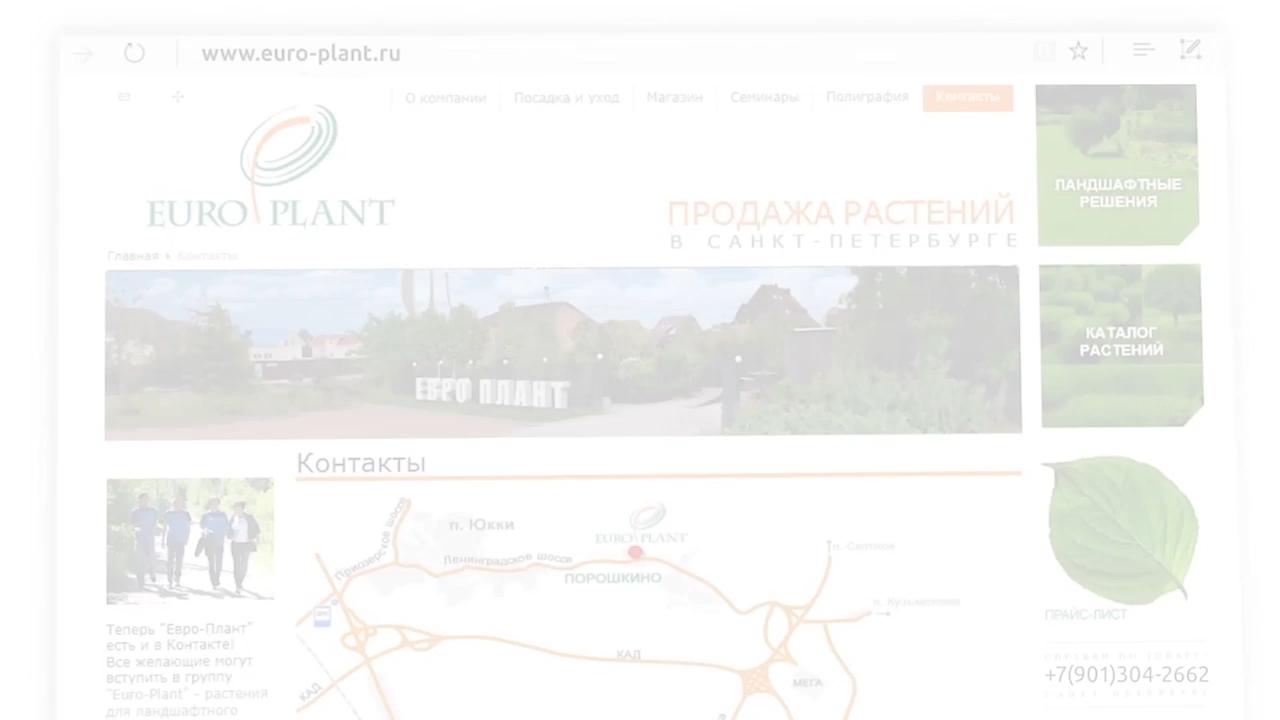 www.euro-plant.ru
О компании
Посадка и уход
Магазин
Семинары
Полиграфия
Контакты
EURO PLANT
ПРОДАЖА РАСТЕНИЙ
В САНКТ-ПЕТЕРБУРГЕ
ЛАНДШАФТНЫЕ
РЕШЕНИЯ
Главная
Контакты
ЕВРО ПЛАНТ
КАТАЛОГ
РАСТЕНИЙ
Контакты
Приозерское шоссе
п. Юкки
Ленинградское шоссе
EURO PLANT
ПОРОШКИНО
п. Кузьмолово
КАД
КАД
МЕГА
Теперь "Евро-Плант"
есть и в Контакте!
Все желающие могут
вступить в группу
"Euro-Plant" - растения
для ландшафтного
ПРАЙС-ЛИСТ
+7(901)304-2662